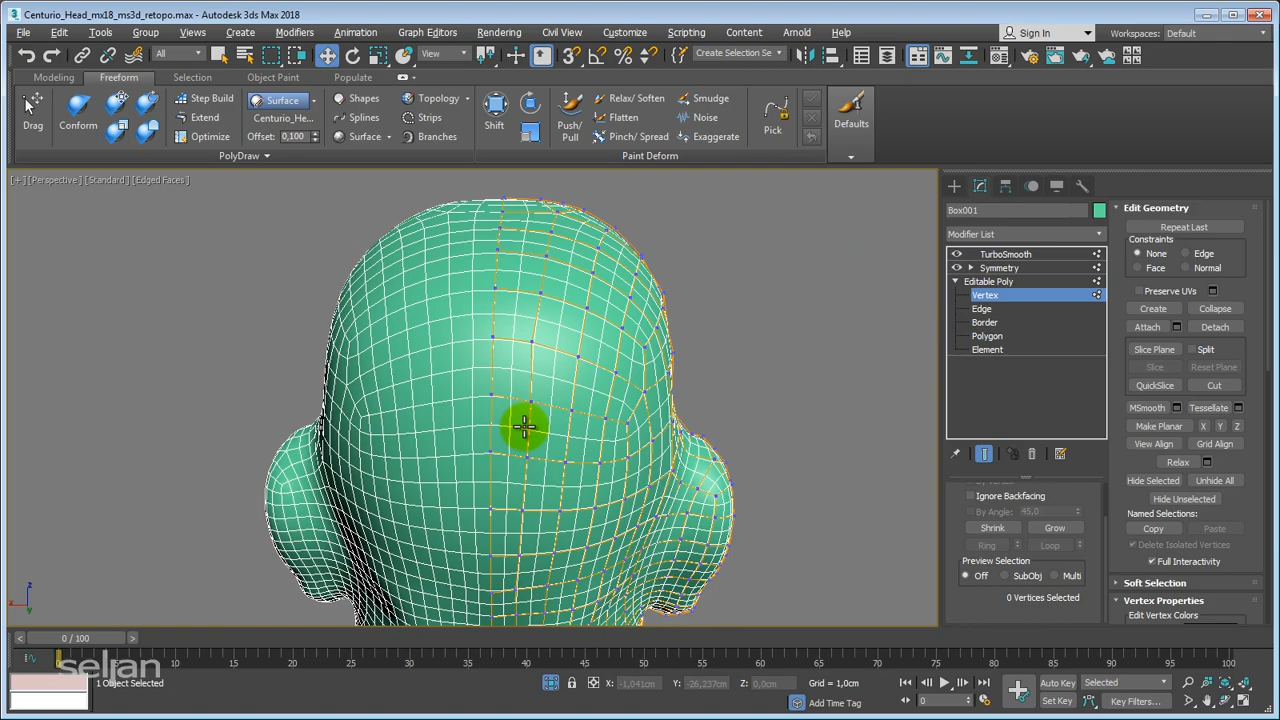 Centurio_Head_mx18_ms3d_retopo.max - Autodesk 3ds Max 2018
File Edit Tools Group Views Create Modifiers Animation Graph Editors Rendering Civil View Customize Scripting Content Arnold Help Sign In Workspaces: Default
All View Create Selection Se
Modeling Freeform Selection Object Paint Populate
Drag Conform Step Build Extend Optimize Surface Centurio_He... Offset: 0,100 Shapes Splines Surface Topology Strips Branches Shift Push/ Pull Relax/ Soften Flatten Pinch/ Spread Smudge Noise Exaggerate Pick Defaults
PolyDraw Paint Deform
[+] [Perspective] [Standard] [Edged Faces]
Box001
Modifier List
TurboSmooth
Symmetry
Editable Poly
Vertex
Edge
Border
Polygon
Element
Ignore Backfacing
By Angle: 45,0
Shrink Grow
Ring Loop
Preview Selection
Off SubObj Multi
0 Vertices Selected
Edit Geometry
Repeat Last
Constraints
None Edge
Face Normal
Preserve UVs
Create Collapse
Attach Detach
Slice Plane Split
Slice Reset Plane
QuickSlice Cut
MSmooth Tessellate
Make Planar X Y Z
View Align Grid Align
Relax
Hide Selected Unhide All
Hide Unselected
Named Selections:
Copy Paste
Delete Isolated Vertices
Full Interactivity
Soft Selection
Vertex Properties
Edit Vertex Colors
0 / 100
0 5 10 15 20 25 30 35 40 45 50 55 60 65 70 75 80 85 90 95 100
selian
1 Object Selected X: -1,041cm Y: -26,237cm Z: 0,0cm Grid = 1,0cm Auto Key Selected
Add Time Tag 0 Set Key Key Filters...